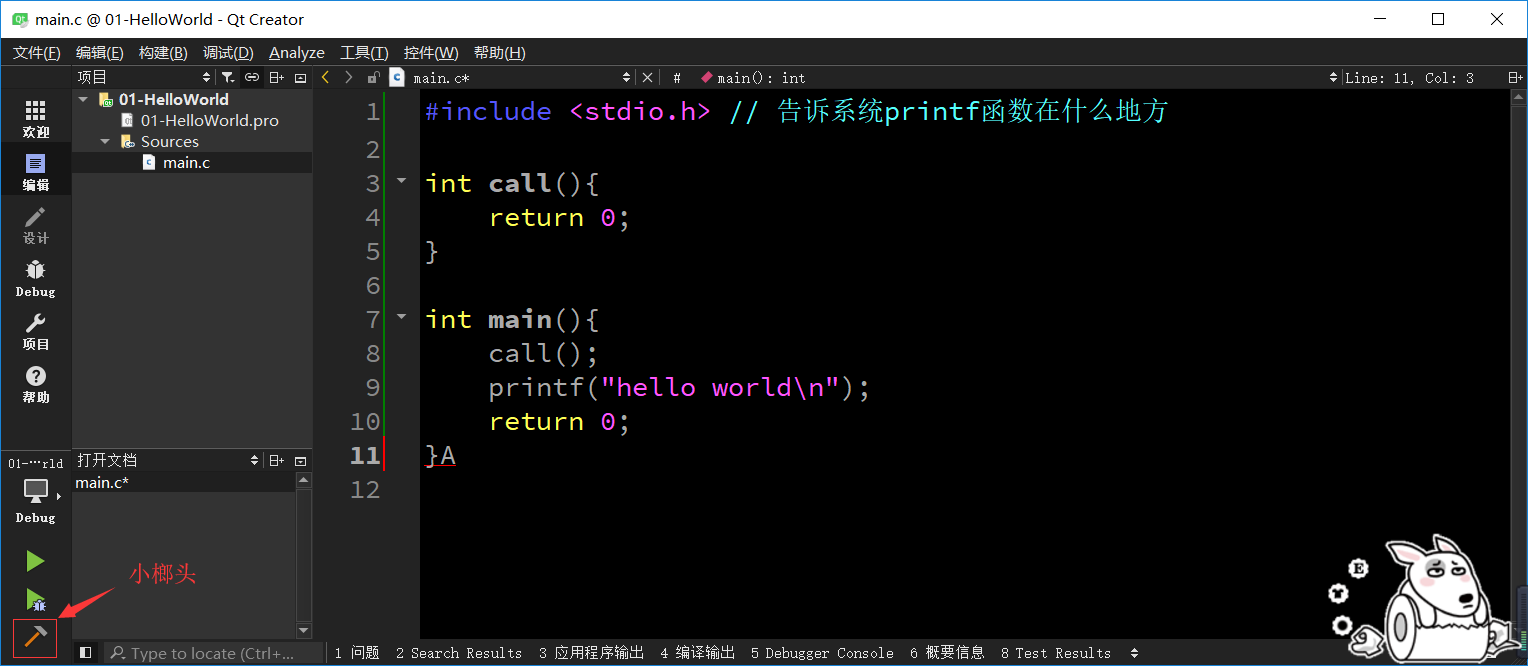 main.c @ 01-HelloWorld - Qt Creator
文件(F) 编辑(E) 构建(B) 调试(D) Analyze 工具(T) 控件(W) 帮助(H)
项目 main.c* # main(): int Line: 11, Col: 3
欢迎
编辑
设计
Debug
项目
帮助
01-⋯rld
Debug
01-HelloWorld
01-HelloWorld.pro
Sources
main.c
打开文档
main.c*
小榔头
1 #include <stdio.h> // 告诉系统printf函数在什么地方
2
3 int call(){
4 return 0;
5 }
6
7 int main(){
8 call();
9 printf("hello world\n");
10 return 0;
11 }A
12
E
T
O
Type to locate (Ctrl+... 1 问题 2 Search Results 3 应用程序输出 4 编译输出 5 Debugger Console 6 概要信息 8 Test Results